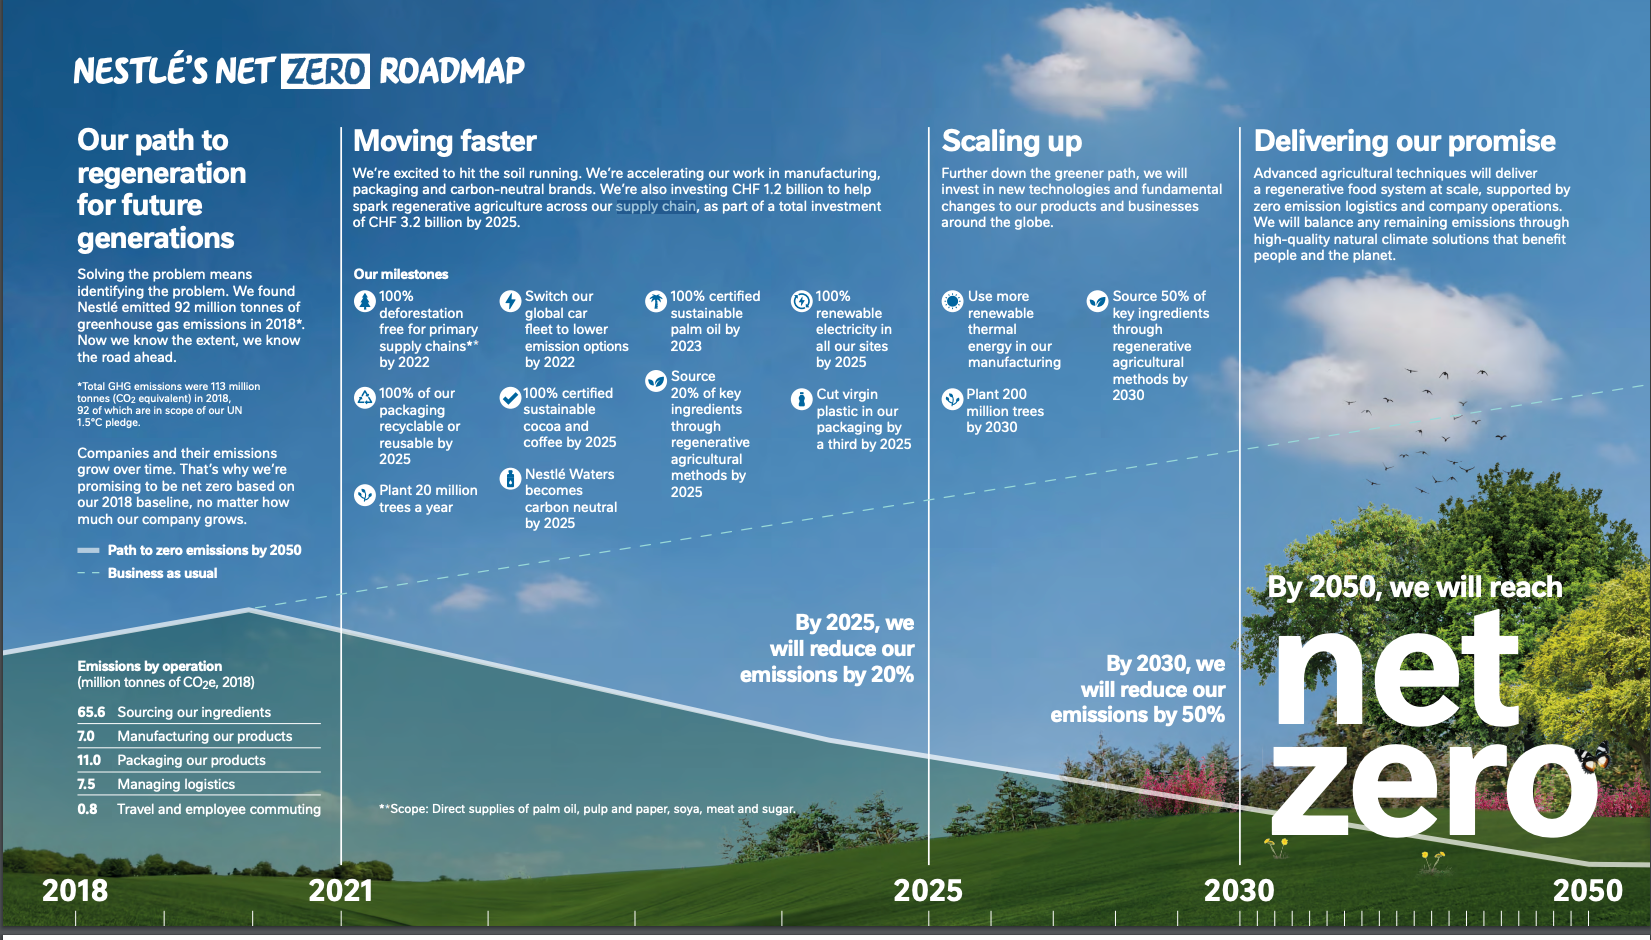 NESTLÉ'S NET ZERO ROADMAP
Our path to
regeneration
for future
generations
Solving the problem means
identifying the problem. We found
Nestlé emitted 92 million tonnes of
greenhouse gas emissions in 2018*.
Now we know the extent, we know
the road ahead.
*Total GHG emissions were 113 million
tonnes (CO₂ equivalent) in 2018,
92 of which are in scope of our UN
1.5°C pledge.
Companies and their emissions
grow over time. That's why we're
promising to be net zero based on
our 2018 baseline, no matter how
much our company grows.
Path to zero emissions by 2050
Business as usual
Emissions by operation
(million tonnes of CO₂e, 2018)
65.6 Sourcing our ingredients
7.0 Manufacturing our products
11.0 Packaging our products
7.5 Managing logistics
0.8 Travel and employee commuting
Moving faster
We're excited to hit the soil running. We're accelerating our work in manufacturing,
packaging and carbon-neutral brands. We're also investing CHF 1.2 billion to help
spark regenerative agriculture across our supply chain, as part of a total investment
of CHF 3.2 billion by 2025.
Our milestones
100%
deforestation
free for primary
supply chains**
by 2022
100% of our
packaging
recyclable or
reusable by
2025
Plant 20 million
trees a year
Switch our
global car
fleet to lower
emission options
by 2022
100% certified
sustainable
cocoa and
coffee by 2025
Nestlé Waters
becomes
carbon neutral
by 2025
100% certified
sustainable
palm oil by
2023
Source
20% of key
ingredients
through
regenerative
agricultural
methods by
2025
100%
renewable
electricity in
all our sites
by 2025
Cut virgin
plastic in our
packaging by
a third by 2025
By 2025, we
will reduce our
emissions by 20%
**Scope: Direct supplies of palm oil, pulp and paper, soya, meat and sugar.
Scaling up
Further down the greener path, we will
invest in new technologies and fundamental
changes to our products and businesses
around the globe.
Use more
renewable
thermal
energy in our
manufacturing
Plant 200
million trees
by 2030
Source 50% of
key ingredients
through
regenerative
agricultural
methods by
2030
By 2030, we
will reduce our
emissions by 50%
Delivering our promise
Advanced agricultural techniques will deliver
a regenerative food system at scale, supported by
zero emission logistics and company operations.
We will balance any remaining emissions through
high-quality natural climate solutions that benefit
people and the planet.
By 2050, we will reach
net
zero
2018 2021 2025 2030 2050